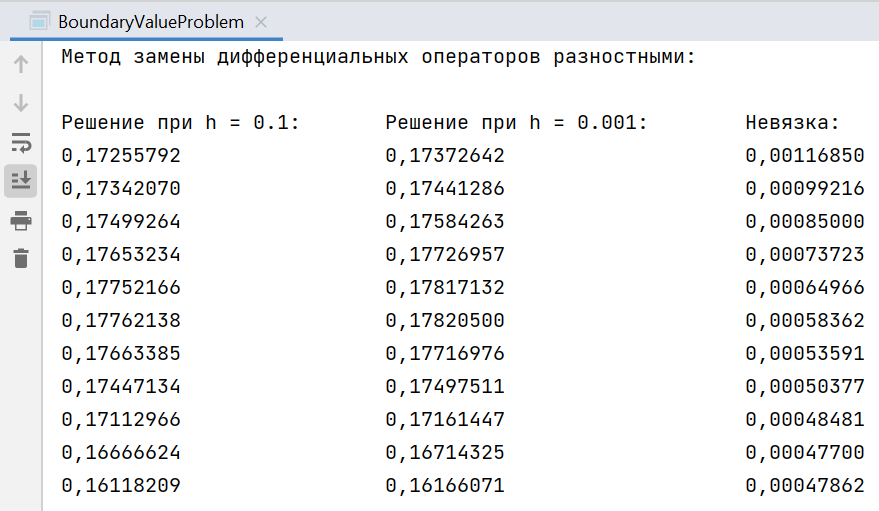 BoundaryValueProblem
Метод замены дифференциальных операторов разностными:
Решение при h = 0.1: Решение при h = 0.001: Невязка:
0,17255792 0,17372642 0,00116850
0,17342070 0,17441286 0,00099216
0,17499264 0,17584263 0,00085000
0,17653234 0,17726957 0,00073723
0,17752166 0,17817132 0,00064966
0,17762138 0,17820500 0,00058362
0,17663385 0,17716976 0,00053591
0,17447134 0,17497511 0,00050377
0,17112966 0,17161447 0,00048481
0,16666624 0,16714325 0,00047700
0,16118209 0,16166071 0,00047862